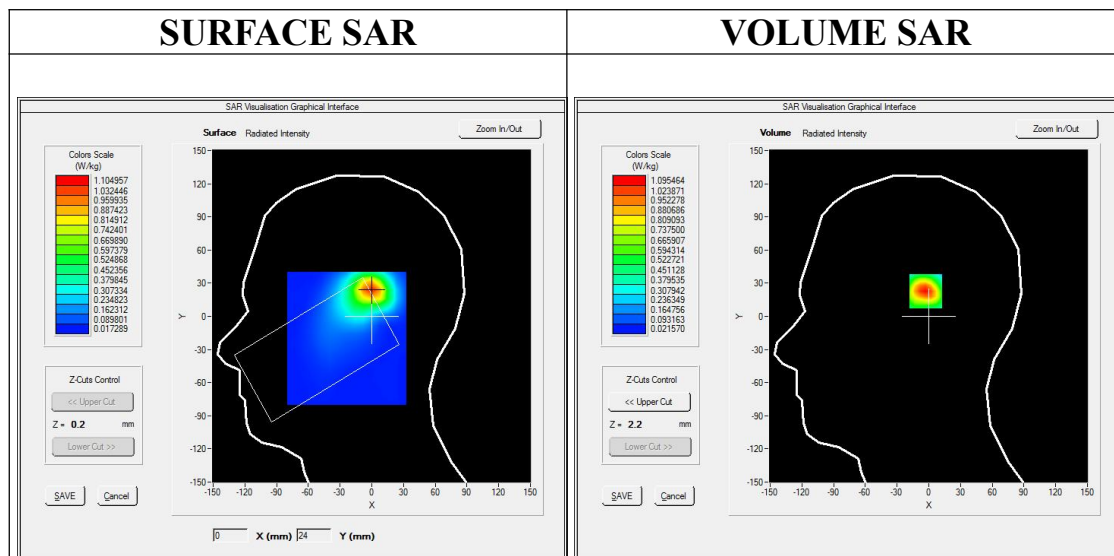 SURFACE SAR
VOLUME SAR
SAR Visualisation Graphical Interface
Surface Radiated Intensity
Zoom In/Out
Colors Scale
(W/kg)
1.104957
1.032446
0.959935
0.887423
0.814912
0.742401
0.669890
0.597379
0.524868
0.452356
0.379845
0.307334
0.234823
0.162312
0.089801
0.017289
150
120
90
60
30
0
-30
-60
-90
-120
-150
Y
-150 -120 -90 -60 -30 0 30 60 90 120 150
X
Z-Cuts Control
<< Upper Cut
Z = 0.2 mm
Lower Cut >>
SAVE Cancel
0 X (mm) 24 Y (mm)
SAR Visualisation Graphical Interface
Volume Radiated Intensity
Zoom In/Out
Colors Scale
(W/kg)
1.095464
1.023871
0.952278
0.880686
0.809093
0.737500
0.665907
0.594314
0.522721
0.451128
0.379535
0.307942
0.236349
0.164756
0.093163
0.021570
150
120
90
60
30
0
-30
-60
-90
-120
-150
Y
-150 -120 -90 -60 -30 0 30 60 90 120 150
X
Z-Cuts Control
<< Upper Cut
Z = 2.2 mm
Lower Cut >>
SAVE Cancel